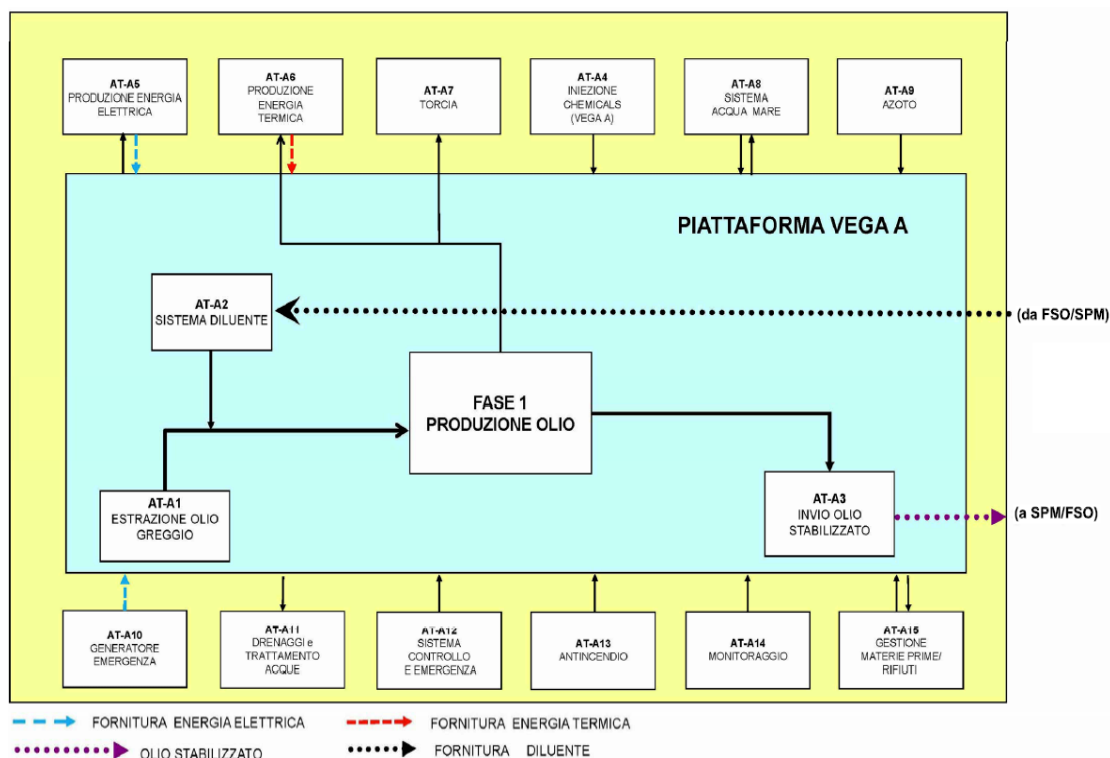 AT-A5
PRODUZIONE ENERGIA
ELETTRICA
AT-A6
PRODUZIONE
ENERGIA
TERMICA
AT-A7
TORCIA
AT-A4
INIEZIONE
CHEMICALS
(VEGA A)
AT-A8
SISTEMA
ACQUA MARE
AT-A9
AZOTO
PIATTAFORMA VEGA A
AT-A2
SISTEMA DILUENTE
(da FSO/SPM)
FASE 1
PRODUZIONE OLIO
AT-A1
ESTRAZIONE OLIO
GREGGIO
AT-A3
INVIO OLIO
STABILIZZATO
(a SPM/FSO)
AT-A10
GENERATORE
EMERGENZA
AT-A11
DRENAGGI e
TRATTAMENTO
ACQUE
AT-A12
SISTEMA
CONTROLLO
E EMERGENZA
AT-A13
ANTINCENDIO
AT-A14
MONITORAGGIO
AT-A15
GESTIONE
MATERIE PRIME/
RIFIUTI
FORNITURA ENERGIA ELETTRICA
FORNITURA ENERGIA TERMICA
OLIO STABILIZZATO
FORNITURA DILUENTE